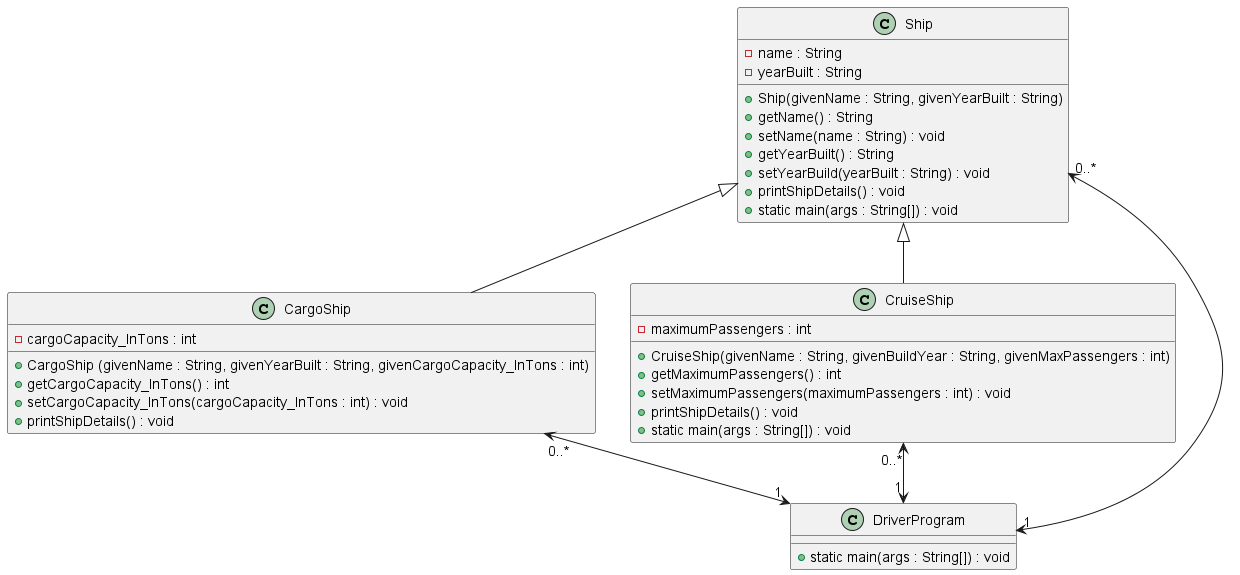 C Ship
name : String
yearBuilt : String
Ship(givenName : String, givenYearBuilt : String)
getName() : String
setName(name : String) : void
getYearBuilt() : String
setYearBuild(yearBuilt : String) : void
printShipDetails() : void
static main(args : String[]) : void
0..*
C CargoShip
cargoCapacity_InTons : int
CargoShip (givenName : String, givenYearBuilt : String, givenCargoCapacity_InTons : int)
getCargoCapacity_InTons() : int
setCargoCapacity_InTons(cargoCapacity_InTons : int) : void
printShipDetails() : void
0..*
C CruiseShip
maximumPassengers : int
CruiseShip(givenName : String, givenBuildYear : String, givenMaxPassengers : int)
getMaximumPassengers() : int
setMaximumPassengers(maximumPassengers : int) : void
printShipDetails() : void
static main(args : String[]) : void
0..*
1
1
1
C DriverProgram
static main(args : String[]) : void